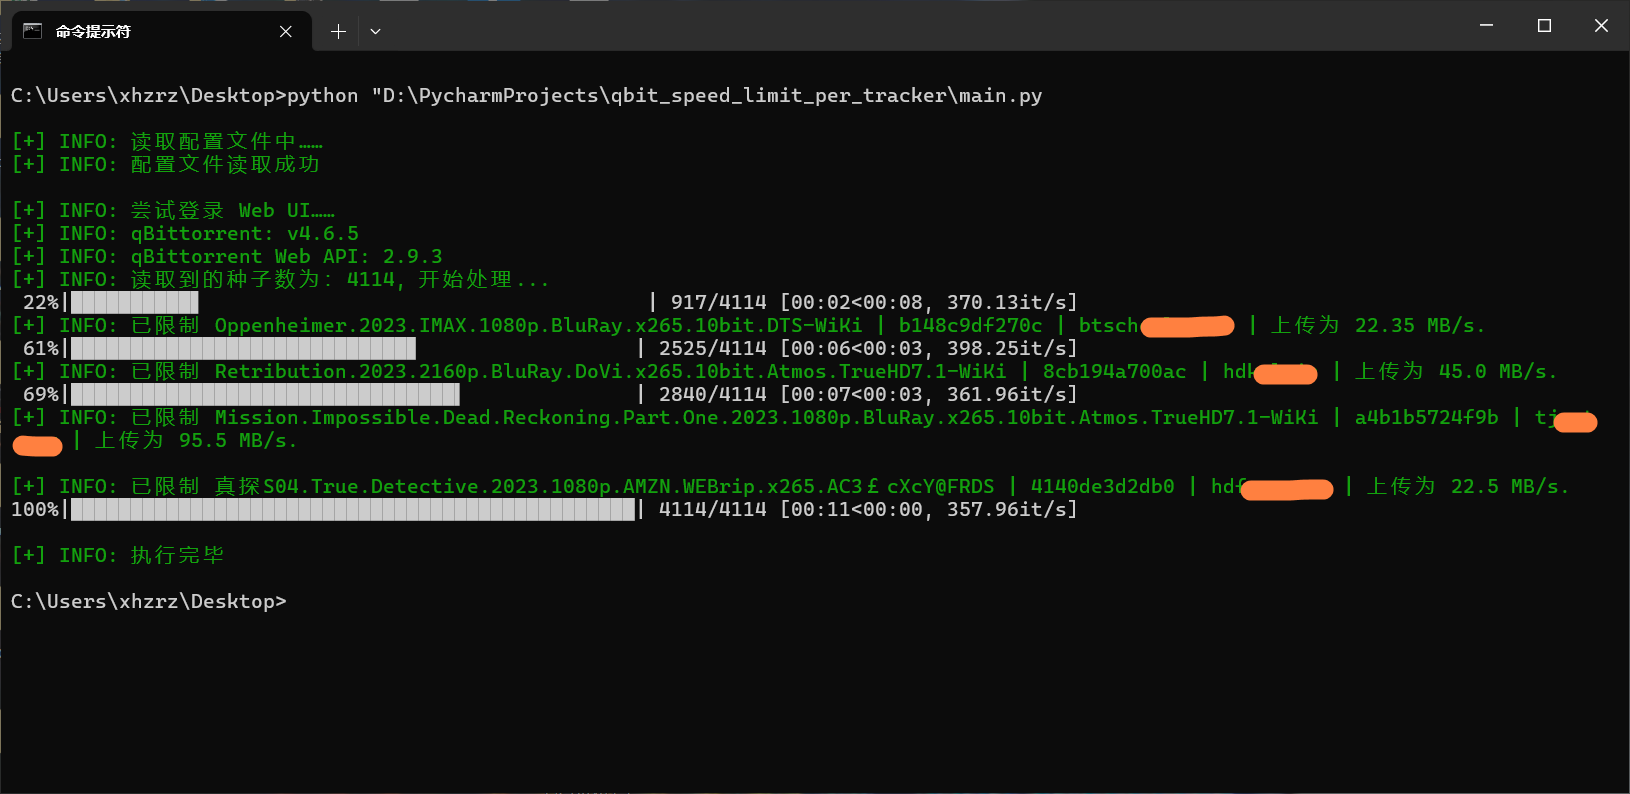 命令提示符
C:\Users\xhzrz\Desktop>python "D:\PycharmProjects\qbit_speed_limit_per_tracker\main.py
[+] INFO: 读取配置文件中……
[+] INFO: 配置文件读取成功
[+] INFO: 尝试登录 Web UI……
[+] INFO: qBittorrent: v4.6.5
[+] INFO: qBittorrent Web API: 2.9.3
[+] INFO: 读取到的种子数为: 4114, 开始处理...
22%| | 917/4114 [00:02<00:08, 370.13it/s]
[+] INFO: 已限制 Oppenheimer.2023.IMAX.1080p.BluRay.x265.10bit.DTS-WiKi | b148c9df270c | btsch | 上传为 22.35 MB/s.
61%| | 2525/4114 [00:06<00:03, 398.25it/s]
[+] INFO: 已限制 Retribution.2023.2160p.BluRay.DoVi.x265.10bit.Atmos.TrueHD7.1-WiKi | 8cb194a700ac | hd | 上传为 45.0 MB/s.
69%| | 2840/4114 [00:07<00:03, 361.96it/s]
[+] INFO: 已限制 Mission.Impossible.Dead.Reckoning.Part.One.2023.1080p.BluRay.x265.10bit.Atmos.TrueHD7.1-WiKi | a4b1b5724f9b | tj
| 上传为 95.5 MB/s.
[+] INFO: 已限制 真探S04.True.Detective.2023.1080p.AMZN.WEBrip.x265.AC3￡cXcY@FRDS | 4140de3d2db0 | hd | 上传为 22.5 MB/s.
100%| | 4114/4114 [00:11<00:00, 357.96it/s]
[+] INFO: 执行完毕
C:\Users\xhzrz\Desktop>